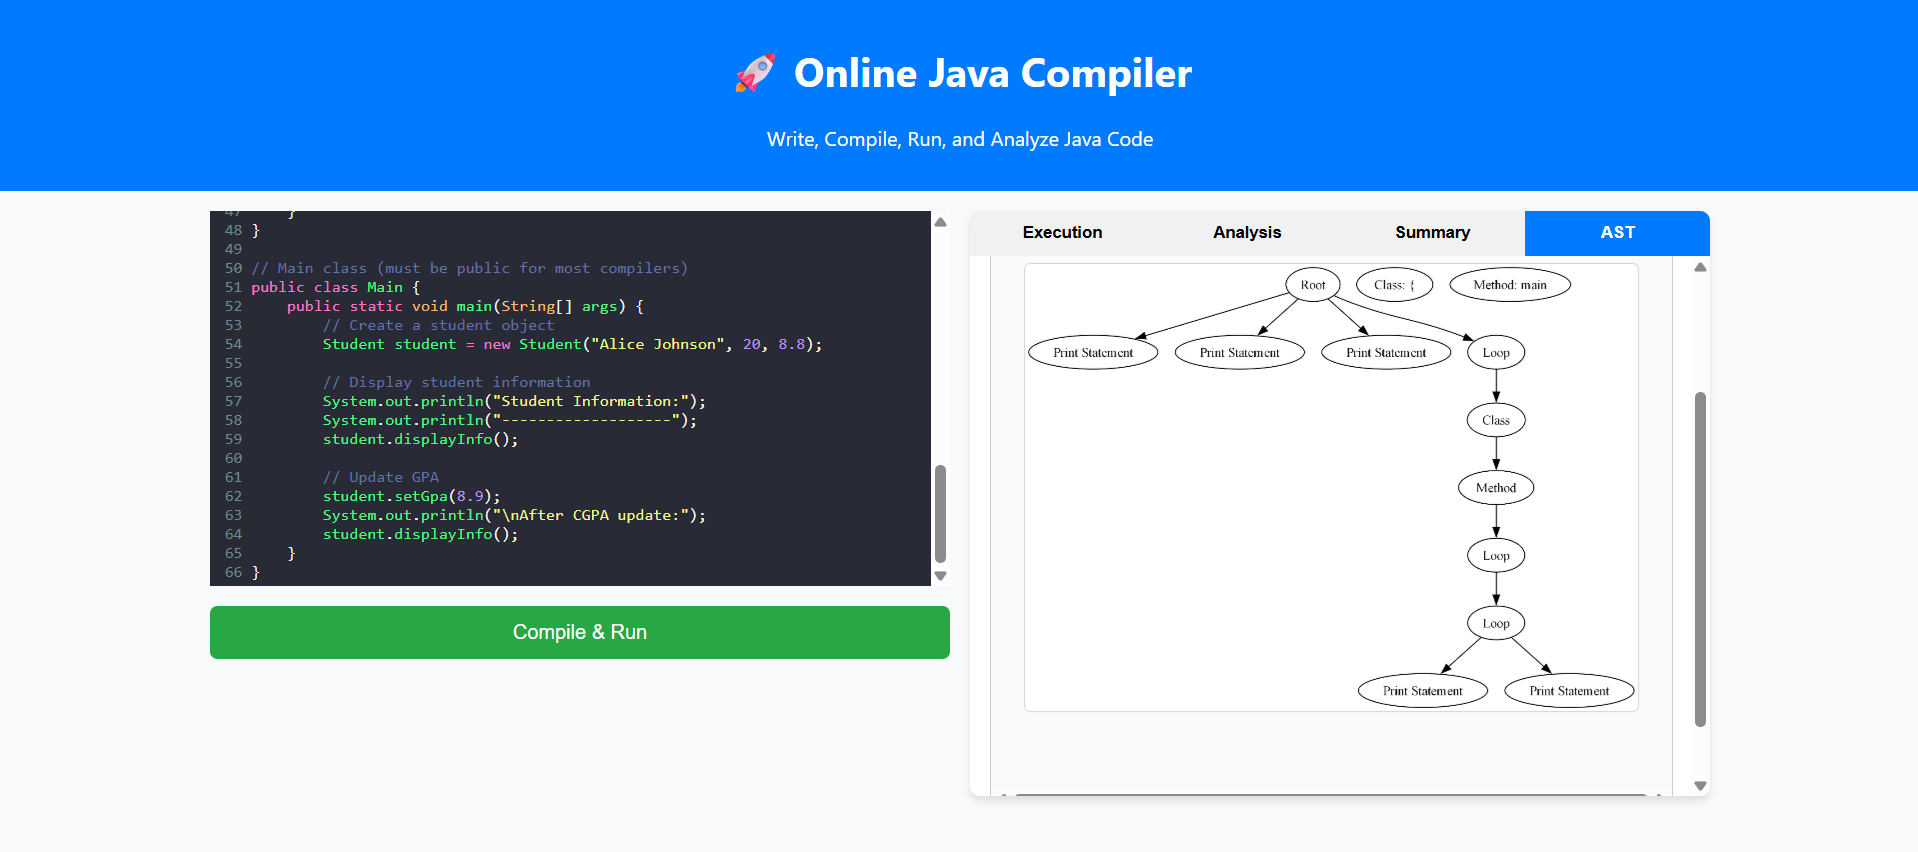 🚀 Online Java Compiler
Write, Compile, Run, and Analyze Java Code
47     }
48 }
49
50 // Main class (must be public for most compilers)
51 public class Main {
52     public static void main(String[] args) {
53         // Create a student object
54         Student student = new Student("Alice Johnson", 20, 8.8);
55
56         // Display student information
57         System.out.println("Student Information:");
58         System.out.println("-------------------");
59         student.displayInfo();
60
61         // Update GPA
62         student.setGpa(8.9);
63         System.out.println("\nAfter CGPA update:");
64         student.displayInfo();
65     }
66 }
Compile & Run
Execution Analysis Summary AST
Root Class: { Method: main
Print Statement Print Statement Print Statement Loop
Class
Method
Loop
Loop
Print Statement Print Statement